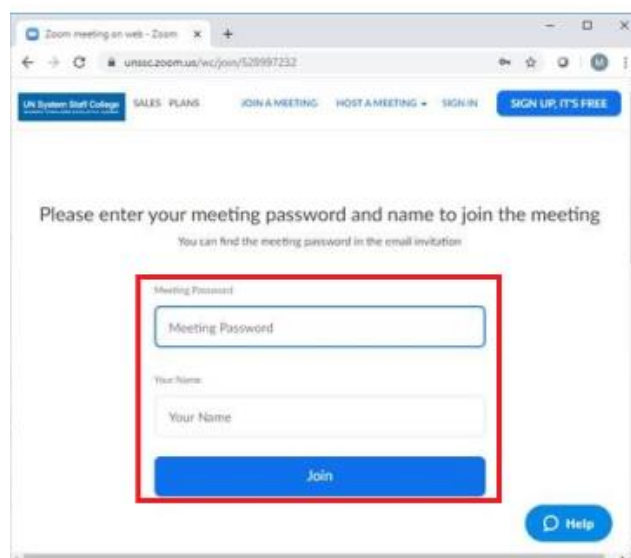 Zoom meeting on web - Zoom
unssc.zoom.us/wc/join/529997232
M
UN System Staff College SALES PLANS JOIN A MEETING HOST A MEETING SIGN IN SIGN UP, IT'S FREE
Please enter your meeting password and name to join the meeting
You can find the meeting password in the email invitation
Meeting Password
Meeting Password
Your Name
Your Name
Join
Help